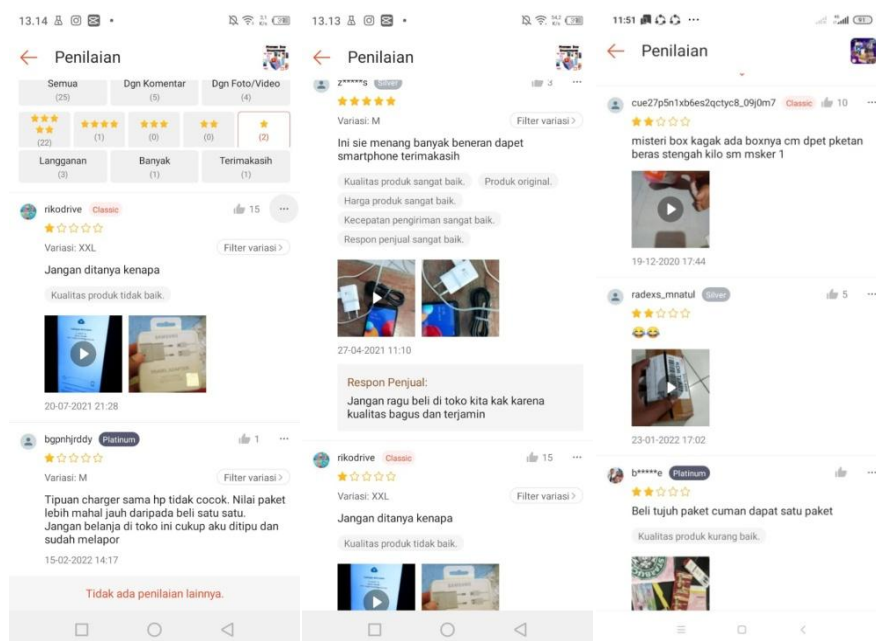 13.14
Penilaian
Semua
(25)
Dgn Komentar
(5)
Dgn Foto/Video
(4)
(22)
(1)
(0)
(0)
(2)
Langganan
(3)
Banyak
(1)
Terimakasih
(1)
rikodrive Classic 15
Variasi: XXL Filter variasi >
Jangan ditanya kenapa
Kualitas produk tidak baik.
SAMSUNG
20-07-2021 21:28
bgpnhjrddy Platinum 1
Variasi: M Filter variasi >
Tipuan charger sama hp tidak cocok. Nilai paket
lebih mahal jauh daripada beli satu satu.
Jangan belanja di toko ini cukup aku ditipu dan
sudah melapor
15-02-2022 14:17
Tidak ada penilaian lainnya.
13.13
Penilaian
z*****s Silver 3
Variasi: M Filter variasi >
Ini sie menang banyak beneran dapet
smartphone terimakasih
Kualitas produk sangat baik. Produk original.
Harga produk sangat baik.
Kecepatan pengiriman sangat baik.
Respon penjual sangat baik.
27-04-2021 11:10
Respon Penjual:
Jangan ragu beli di toko kita kak karena
kualitas bagus dan terjamin
rikodrive Classic 15
Variasi: XXL Filter variasi >
Jangan ditanya kenapa
Kualitas produk tidak baik.
SAMSUNG
11:51
Penilaian
cue27p5n1xb6es2qctyc8_09j0m7 Classic 10
misteri box kagak ada boxnya cm dpet pketan
beras stengah kilo sm msker 1
19-12-2020 17:44
radexs_mnatul Silver 5
😂😂
23-01-2022 17:02
b*****e Platinum
Beli tujuh paket cuman dapat satu paket
Kualitas produk kurang baik.